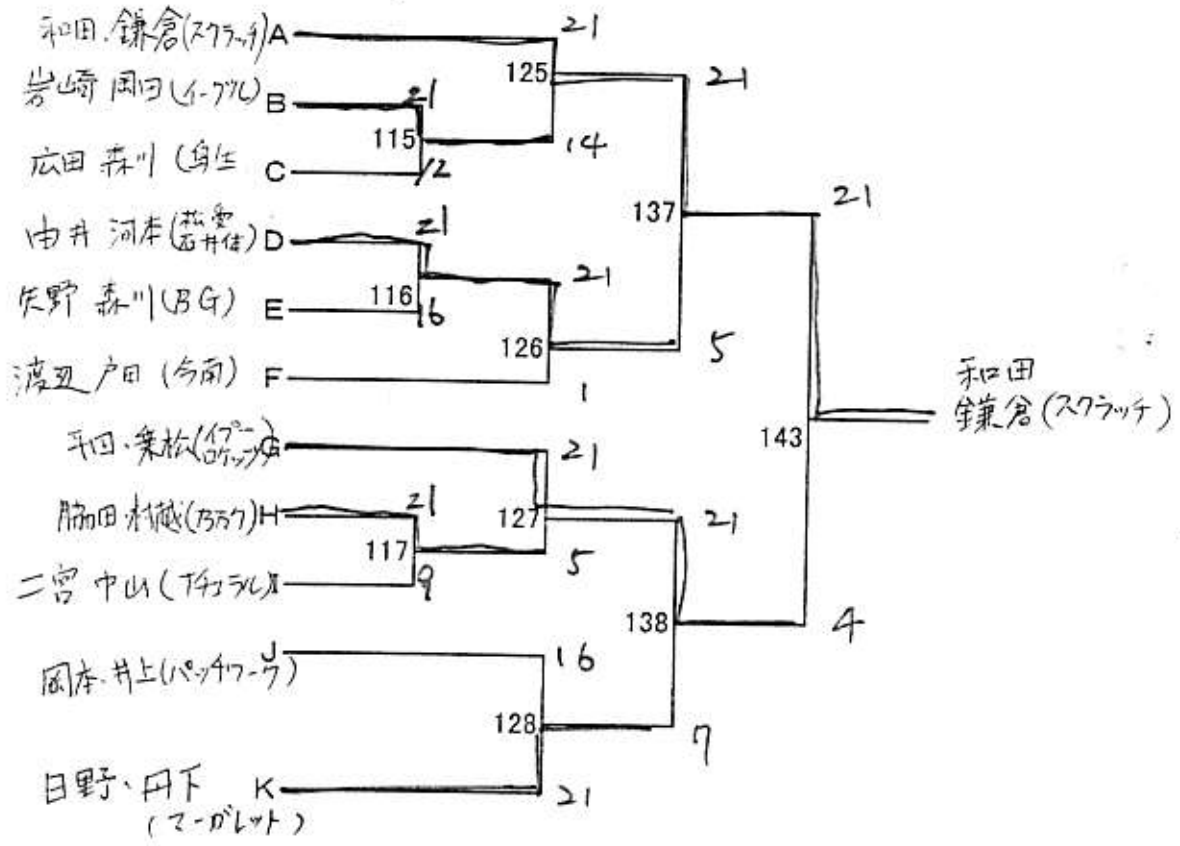 和田.鎌倉(スクラッチ)A 21
125
21
岩崎 岡田(イーグル) B 21
115
14
広田 森川 C 12
137
21
由井 河本 D 21
21
矢野 森川(BG) E 116
16
126
5
渡辺 戸田 F 1
和田
鎌倉(スクラッチ)
143
平田・乗松 G 21
脇田・村越 H 21
127
21
117
5
二宮 中山 I 9
138
4
岡本.井上(パッチワーク) J 16
128
7
日野・丹下 K 21
(マーガレット)